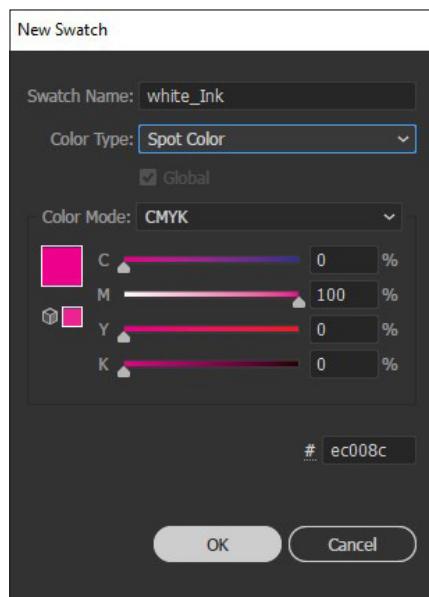 New Swatch
Swatch Name: white_Ink
Color Type: Spot Color
Global
Color Mode: CMYK
C 0 %
M 100 %
Y 0 %
K 0 %
# ec008c
OK Cancel